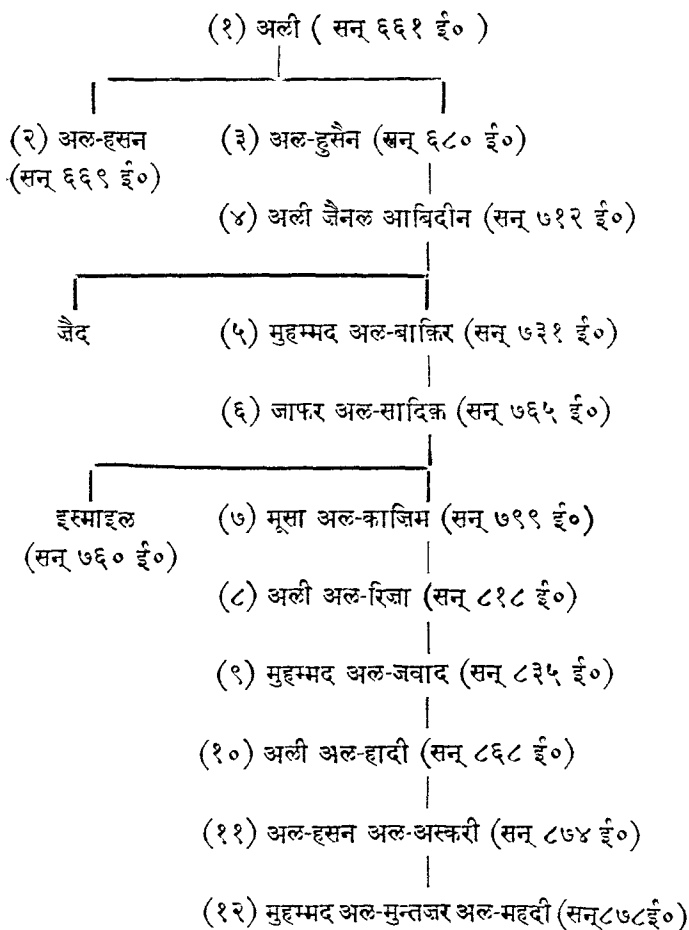 (१) अली ( सन् ६६१ ई० )
(२) अल-हसन (३) अल-हुसैन (सन् ६८० ई०)
(सन् ६६९ ई०)
(४) अली ज़ैनल आबिदीन (सन् ७१२ ई०)
ज़ैद (५) मुहम्मद अल-बाक़िर (सन् ७३१ ई०)
(६) जाफर अल-सादिक़ (सन् ७६५ ई०)
इस्माइल (७) मूसा अल-काज़िम (सन् ७९९ ई०)
(सन् ७६० ई०)
(८) अली अल-रिज़ा (सन् ८१८ ई०)
(९) मुहम्मद अल-जवाद (सन् ८३५ ई०)
(१०) अली अल-हादी (सन् ८६८ ई०)
(११) अल-हसन अल-अस्करी (सन् ८७४ ई०)
(१२) मुहम्मद अल-मुन्तज़र अल-महदी (सन् ८७८ ई०)